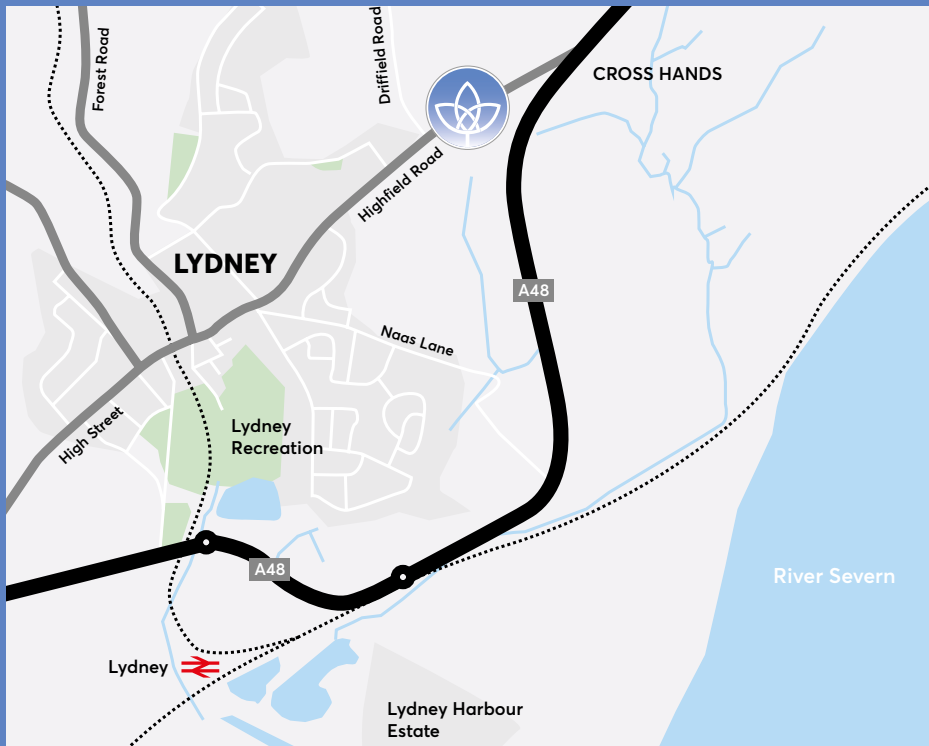 Forest Road
Driffield Road
CROSS HANDS
Highfield Road
LYDNEY
A48
Naas Lane
High Street
Lydney
Recreation
A48
River Severn
Lydney
Lydney Harbour
Estate